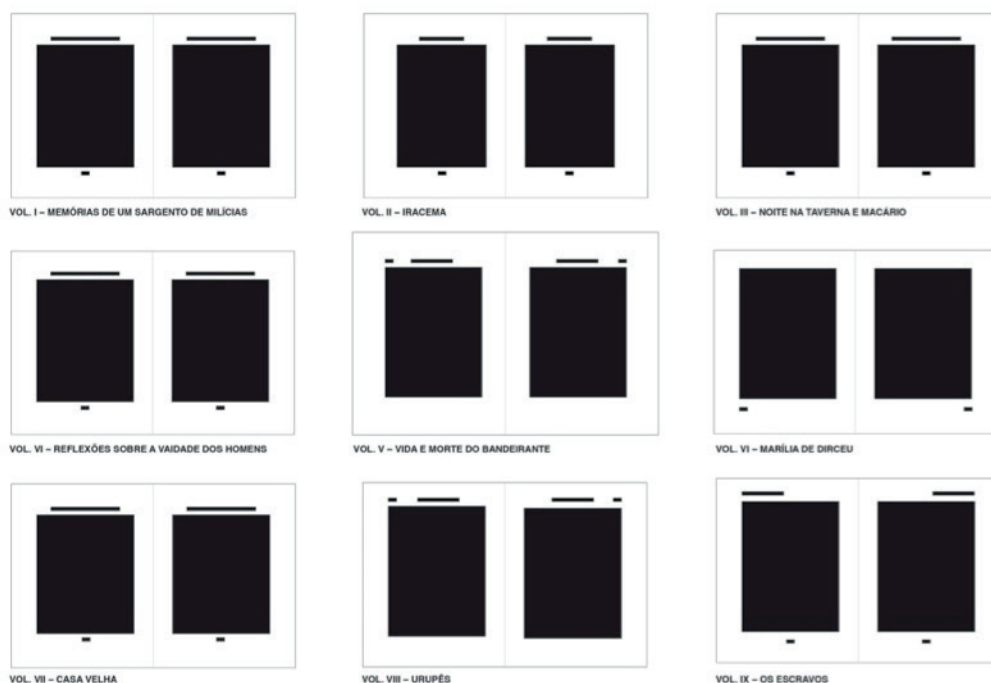 VOL. I – MEMÓRIAS DE UM SARGENTO DE MILÍCIAS
VOL. II – IRACEMA
VOL. III – NOITE NA TAVERNA E MACÁRIO
VOL. VI – REFLEXÕES SOBRE A VAIDADE DOS HOMENS
VOL. V – VIDA E MORTE DO BANDEIRANTE
VOL. VI – MARÍLIA DE DIRCEU
VOL. VII – CASA VELHA
VOL. VIII – URUPÊS
VOL. IX – OS ESCRAVOS